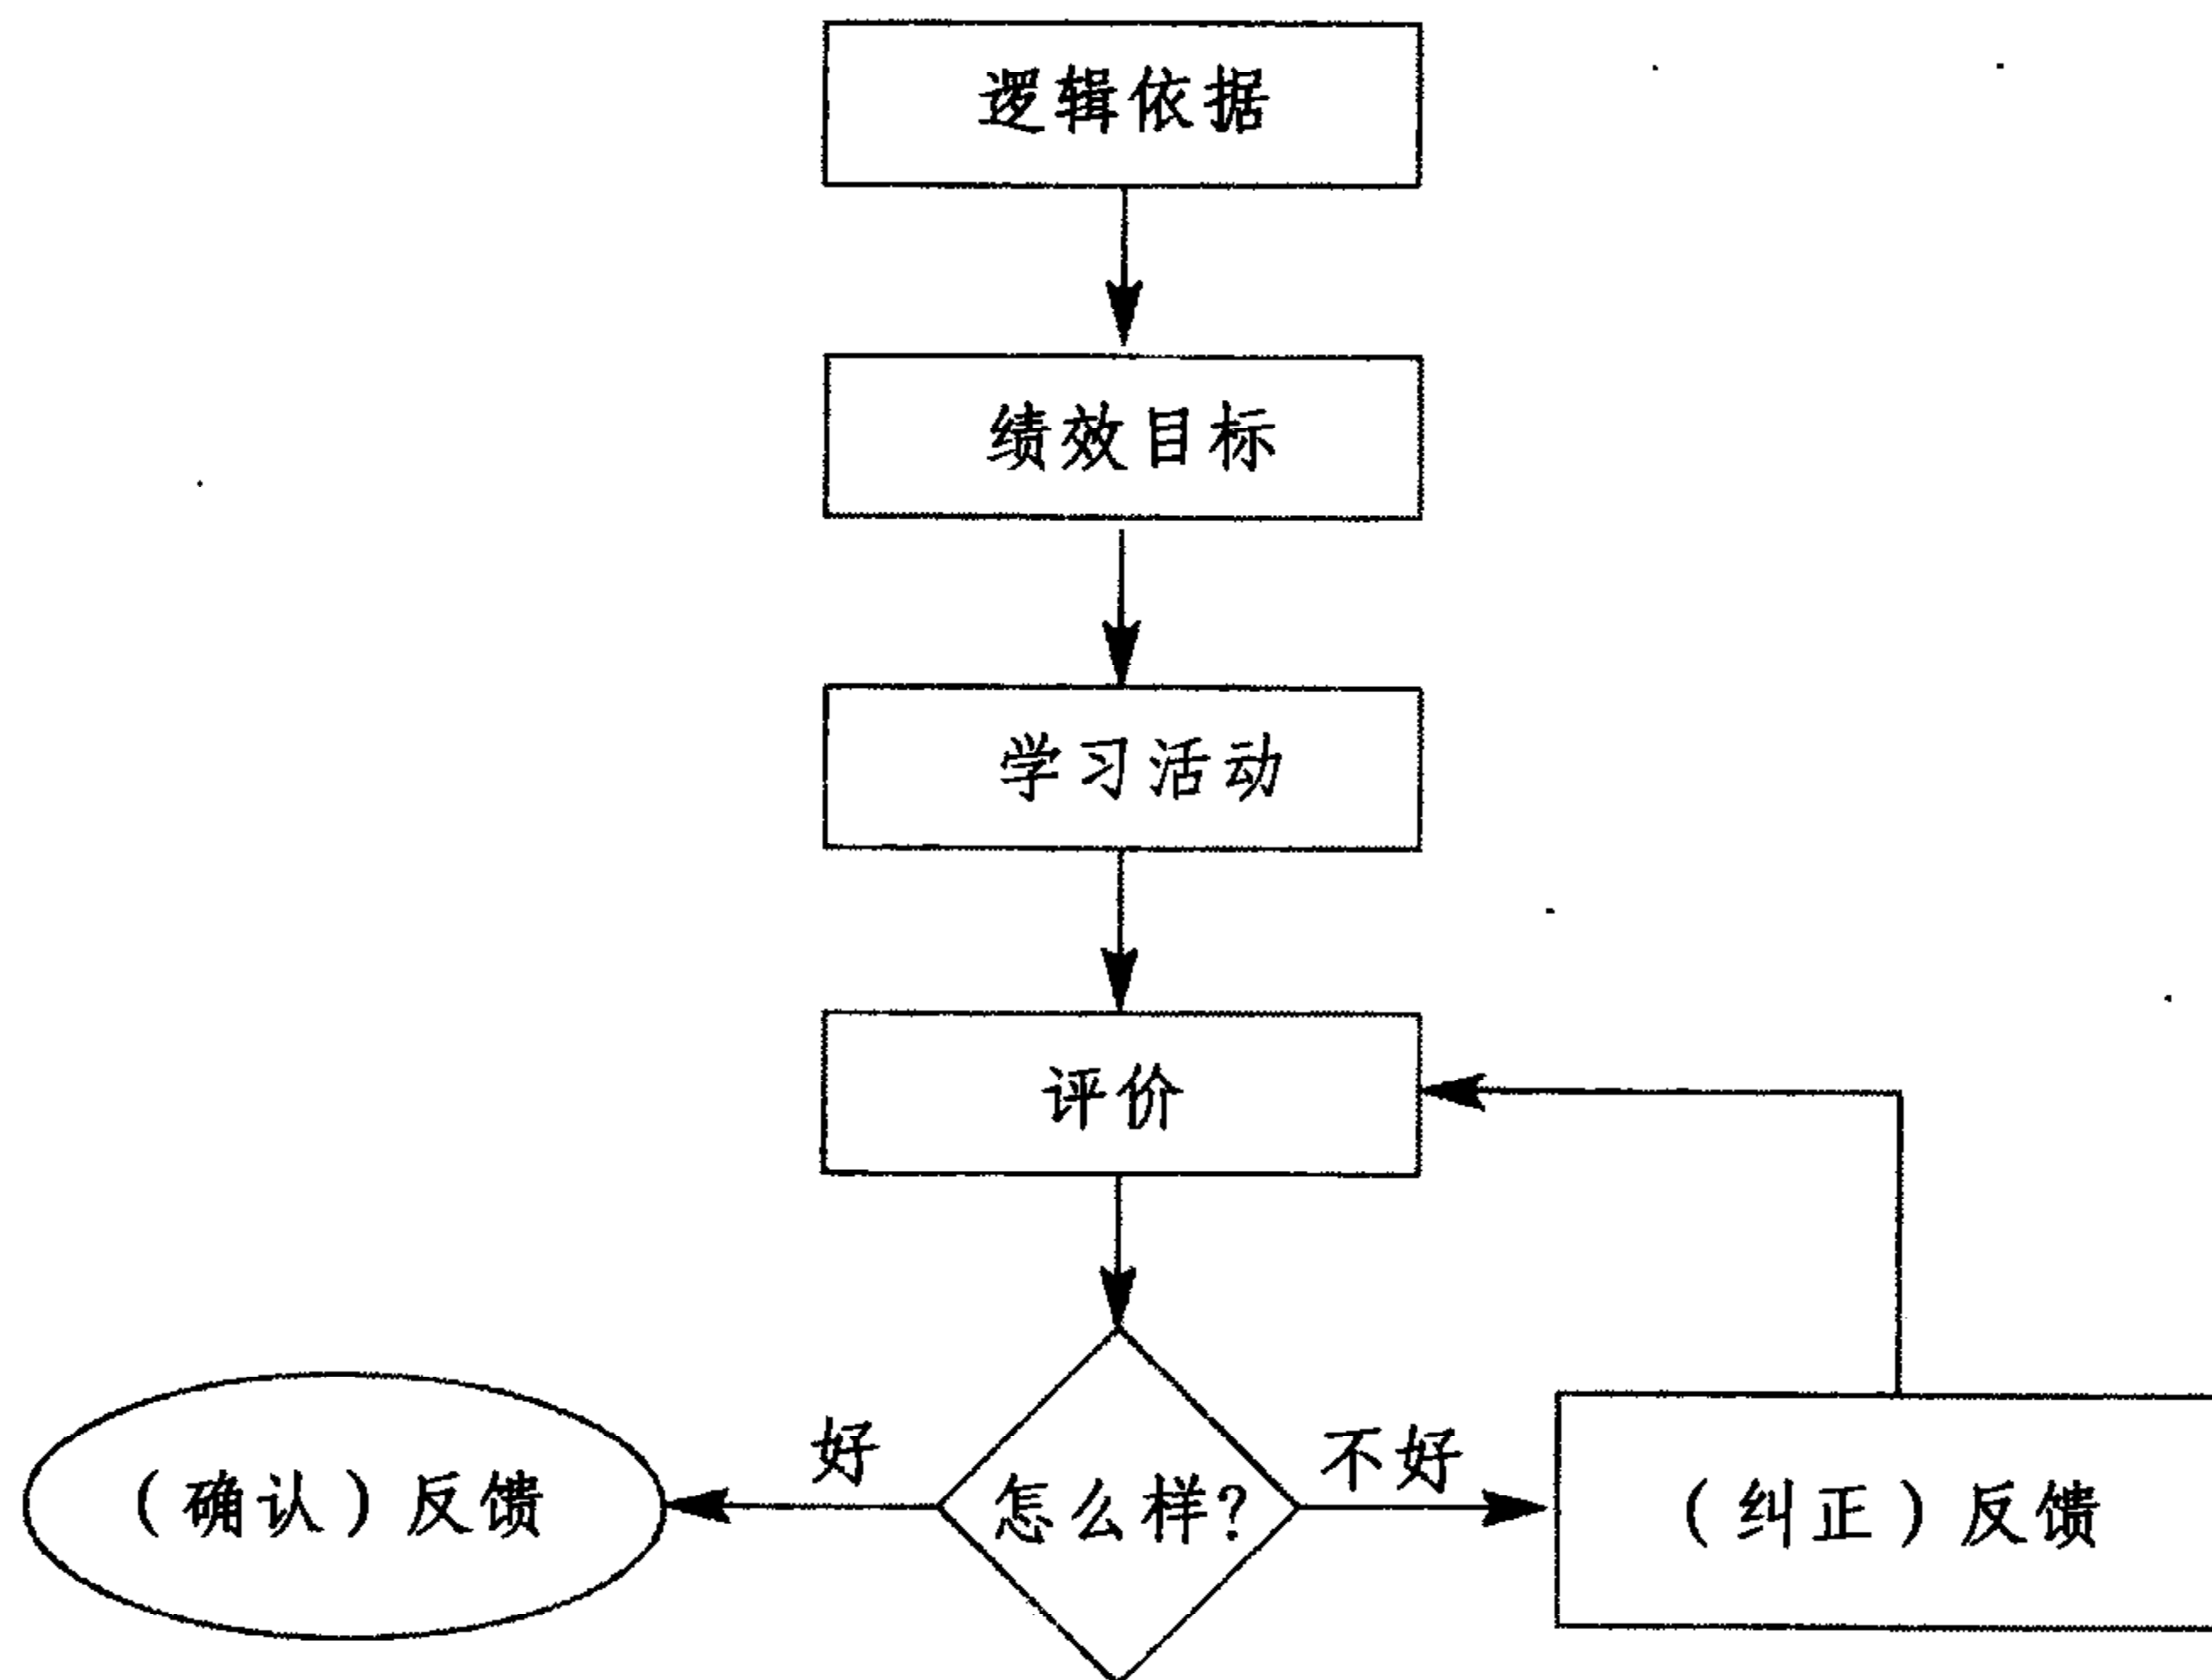 逻辑依据
绩效目标
学习活动
评价
好
不好
（确认）反馈
怎么样？
（纠正）反馈